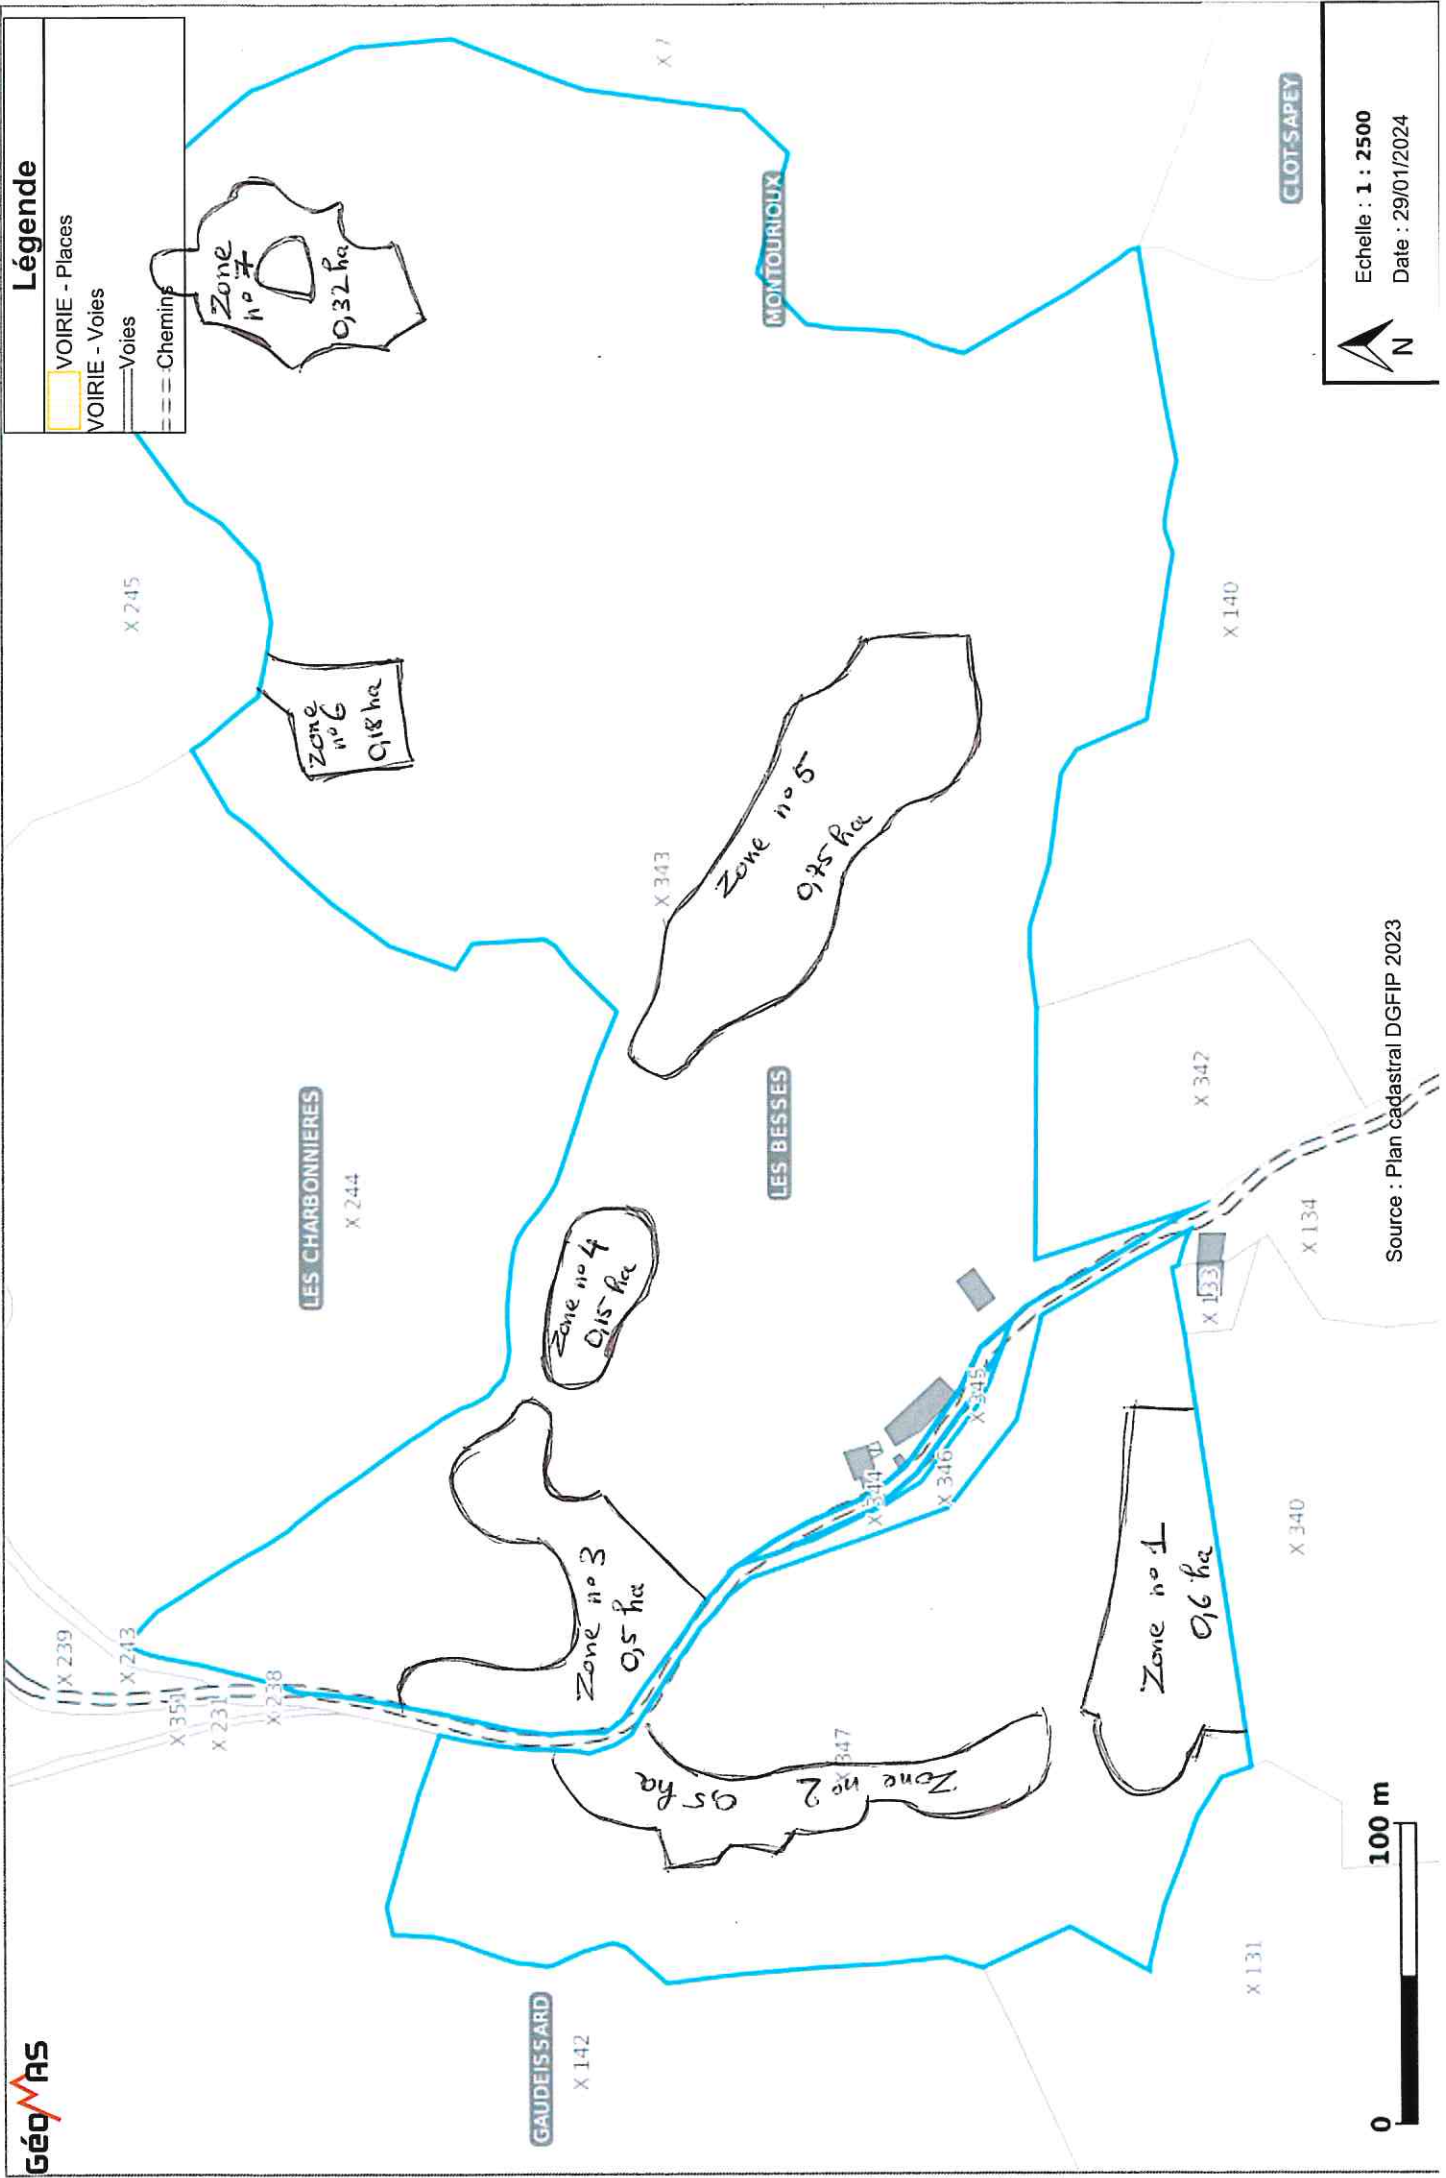 GéoMAS
Légende
VOIRIE - Places
VOIRIE - Voies
Voies
Chemins
X 239
X 243
X 351
X 231
X 238
X 245
LES CHARBONNIERES
X 244
Zone
n° 7
0,32 ha
Zone
n° 6
0,18 ha
X 7
GAUDEISSARD
X 142
Zone n° 3
0,5 ha
Zone n° 4
0,15 ha
X 343
Zone n° 5
0,75 ha
MONTOURIOUX
LES BESSES
Zone n° 2
0,5 ha
X 347
X 344
X 346
X 345
Zone n° 1
0,6 ha
X 133
X 134
X 342
X 140
X 131
X 340
CLOT-SAPEY
0
100 m
Source : Plan cadastral DGFIP 2023
N
Echelle : 1 : 2500
Date : 29/01/2024